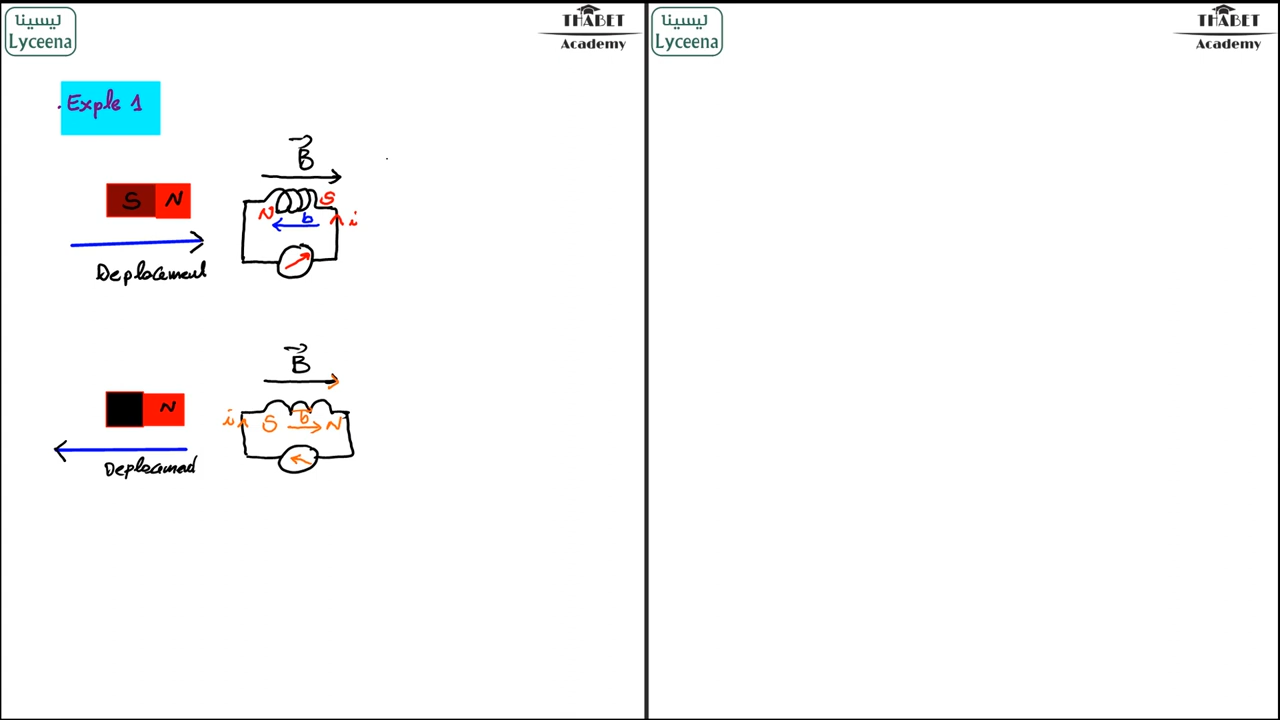 ليسينا
Lyceena
THABET
Academy
ليسينا
Lyceena
THABET
Academy
Exple 1
B
S N
N S
b
i
Deplacement
B
N
i
S b N
Deplacement